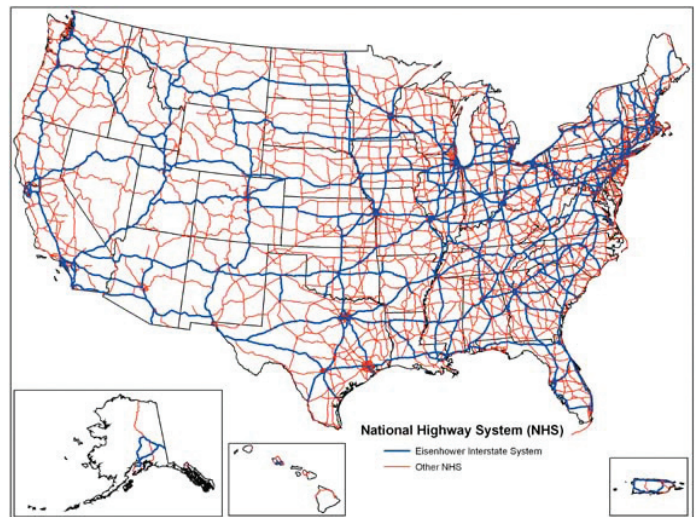 National Highway System (NHS)
Eisenhower Interstate System
Other NHS